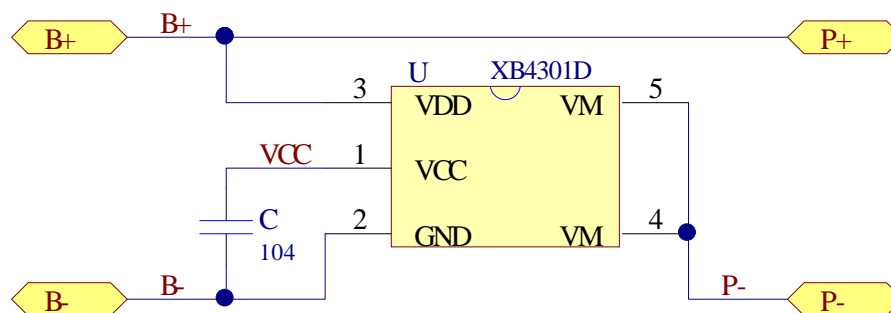 B+ B+ P+
U XB4301D
3 VDD VM 5
VCC 1 VCC
C 2 GND VM 4
104
B- B- P- P-